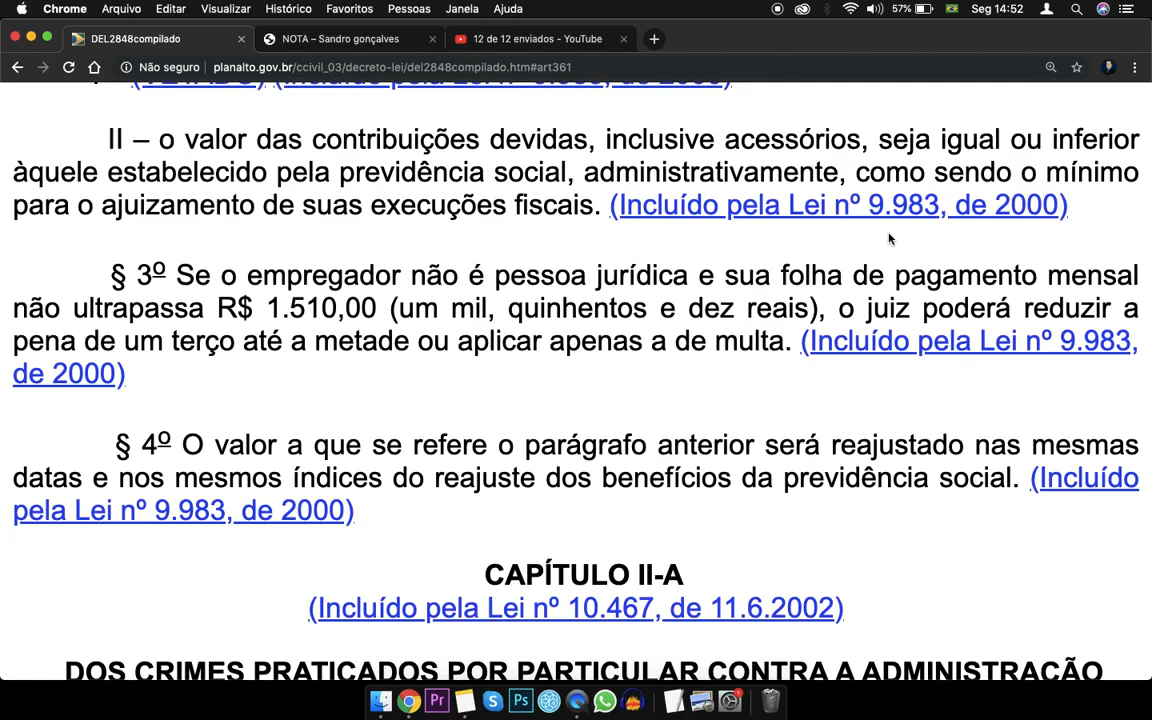 Chrome Arquivo Editar Visualizar Histórico Favoritos Pessoas Janela Ajuda 57% Seg 14:52
DEL2848compilado NOTA – Sandro gonçalves 12 de 12 enviados - YouTube
Não seguro planalto.gov.br/ccivil_03/decreto-lei/del2848compilado.htm#art361
II – o valor das contribuições devidas, inclusive acessórios, seja igual ou inferior
àquele estabelecido pela previdência social, administrativamente, como sendo o mínimo
para o ajuizamento de suas execuções fiscais. (Incluído pela Lei nº 9.983, de 2000)
§ 3º Se o empregador não é pessoa jurídica e sua folha de pagamento mensal
não ultrapassa R$ 1.510,00 (um mil, quinhentos e dez reais), o juiz poderá reduzir a
pena de um terço até a metade ou aplicar apenas a de multa. (Incluído pela Lei nº 9.983,
de 2000)
§ 4º O valor a que se refere o parágrafo anterior será reajustado nas mesmas
datas e nos mesmos índices do reajuste dos benefícios da previdência social. (Incluído
pela Lei nº 9.983, de 2000)
CAPÍTULO II-A
(Incluído pela Lei nº 10.467, de 11.6.2002)
DOS CRIMES PRATICADOS POR PARTICULAR CONTRA A ADMINISTRAÇÃO
Pr Ps